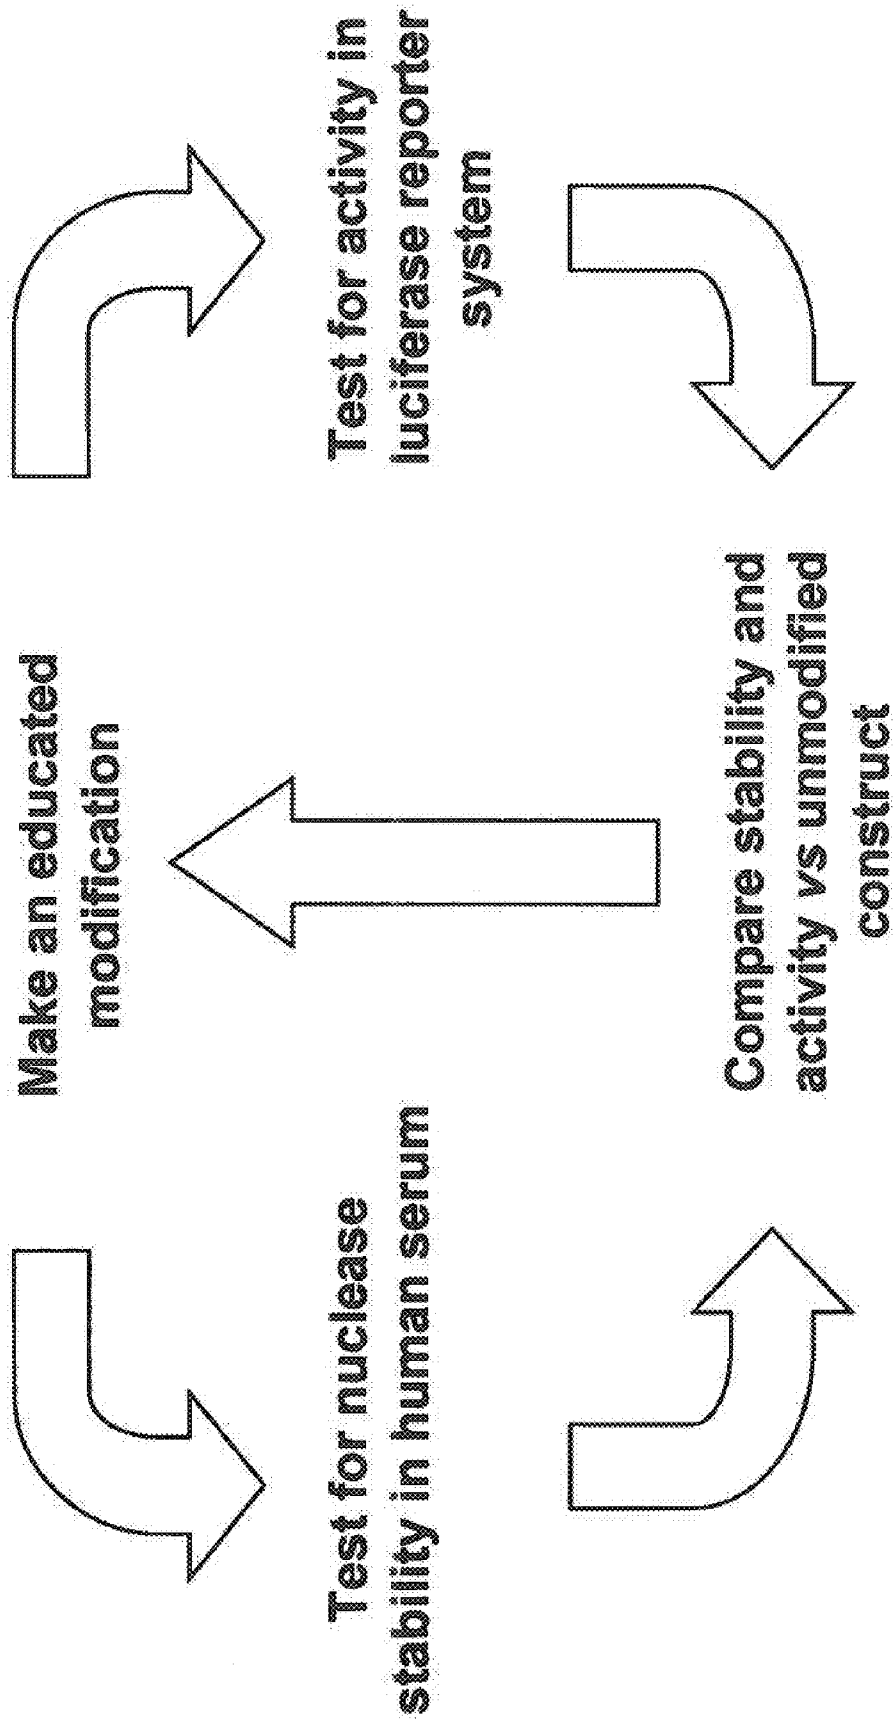 Make an educated
modification
Test for nuclease
stability in human serum
Test for activity in
luciferase reporter
system
Compare stability and
activity vs unmodified
construct